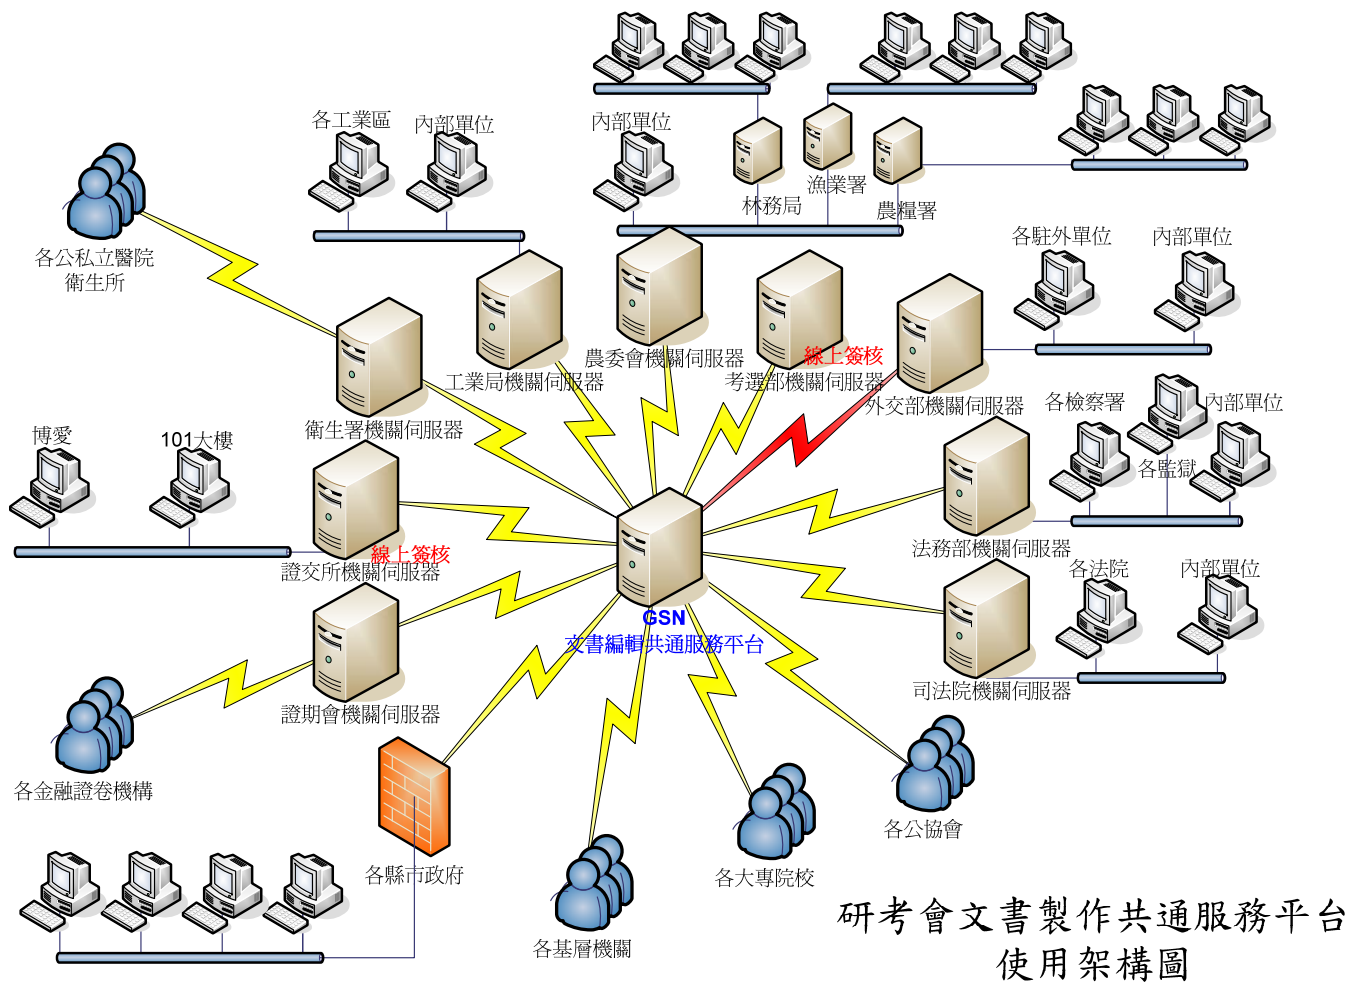 各工業區
內部單位
內部單位
林務局
漁業署
農糧署
各公私立醫院
衛生所
各駐外單位
內部單位
農委會機關伺服器
線上簽核
工業局機關伺服器
考選部機關伺服器
外交部機關伺服器
衛生署機關伺服器
各檢察署
內部單位
各監獄
博愛
101大樓
線上簽核
證交所機關伺服器
法務部機關伺服器
各法院
內部單位
GSN
文書編輯共通服務平台
司法院機關伺服器
證期會機關伺服器
各金融證卷機構
各縣市政府
各公協會
各大專院校
各基層機關
研考會文書製作共通服務平台
使用架構圖